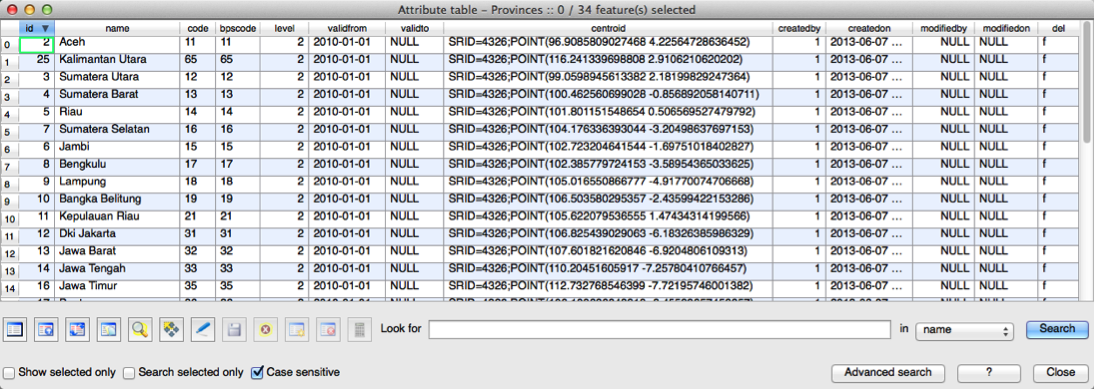 Attribute table - Provinces :: 0 / 34 feature(s) selected
id ▼ name code bpscode level validfrom validto centroid createdby createdon modifiedby modifiedon del
0 2 Aceh 11 11 2 2010-01-01 NULL SRID=4326;POINT(96.9085809027468 4.22564728636452) 1 2013-06-07 ... NULL NULL f
1 25 Kalimantan Utara 65 65 2 2010-01-01 NULL SRID=4326;POINT(116.241339698808 2.9106210620202) 1 2013-06-07 ... NULL NULL f
2 3 Sumatera Utara 12 12 2 2010-01-01 NULL SRID=4326;POINT(99.0598945613382 2.18199829247364) 1 2013-06-07 ... NULL NULL f
3 4 Sumatera Barat 13 13 2 2010-01-01 NULL SRID=4326;POINT(100.462560699028 -0.856892058140711) 1 2013-06-07 ... NULL NULL f
4 5 Riau 14 14 2 2010-01-01 NULL SRID=4326;POINT(101.801151548654 0.506569527479792) 1 2013-06-07 ... NULL NULL f
5 7 Sumatera Selatan 16 16 2 2010-01-01 NULL SRID=4326;POINT(104.176336393044 -3.20498637697153) 1 2013-06-07 ... NULL NULL f
6 6 Jambi 15 15 2 2010-01-01 NULL SRID=4326;POINT(102.723204641544 -1.69751018402827) 1 2013-06-07 ... NULL NULL f
7 8 Bengkulu 17 17 2 2010-01-01 NULL SRID=4326;POINT(102.385779724153 -3.58954365033625) 1 2013-06-07 ... NULL NULL f
8 9 Lampung 18 18 2 2010-01-01 NULL SRID=4326;POINT(105.016550866777 -4.91770074706668) 1 2013-06-07 ... NULL NULL f
9 10 Bangka Belitung 19 19 2 2010-01-01 NULL SRID=4326;POINT(106.503580295357 -2.43599422153286) 1 2013-06-07 ... NULL NULL f
10 11 Kepulauan Riau 21 21 2 2010-01-01 NULL SRID=4326;POINT(105.622079536555 1.47434314199566) 1 2013-06-07 ... NULL NULL f
11 12 Dki Jakarta 31 31 2 2010-01-01 NULL SRID=4326;POINT(106.825439029063 -6.18326385986329) 1 2013-06-07 ... NULL NULL f
12 13 Jawa Barat 32 32 2 2010-01-01 NULL SRID=4326;POINT(107.601821620846 -6.9204806109313) 1 2013-06-07 ... NULL NULL f
13 14 Jawa Tengah 33 33 2 2010-01-01 NULL SRID=4326;POINT(110.20451605917 -7.25780410766457) 1 2013-06-07 ... NULL NULL f
14 16 Jawa Timur 35 35 2 2010-01-01 NULL SRID=4326;POINT(112.732768546399 -7.72195746001382) 1 2013-06-07 ... NULL NULL f
Look for in name Search
Show selected only Search selected only Case sensitive Advanced search ? Close